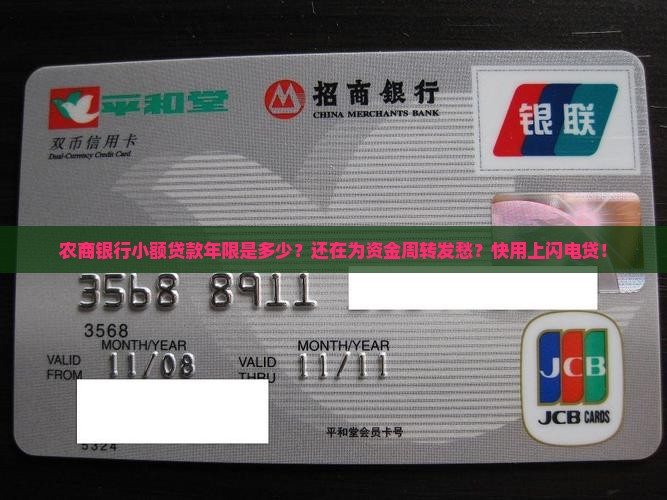 平和堂
双币信用卡
Dual-Currency Credit Card
招商银行
CHINA MERCHANTS BANK
银联
农商银行小额贷款年限是多少？还在为资金周转发愁？快用上闪电贷！
3568 8911
3568
MONTH/YEAR MONTH/YEAR
VALID FROM 11/08 VALID THRU 11/11
JCB
JCB CARDS
平和堂会员卡号
5324